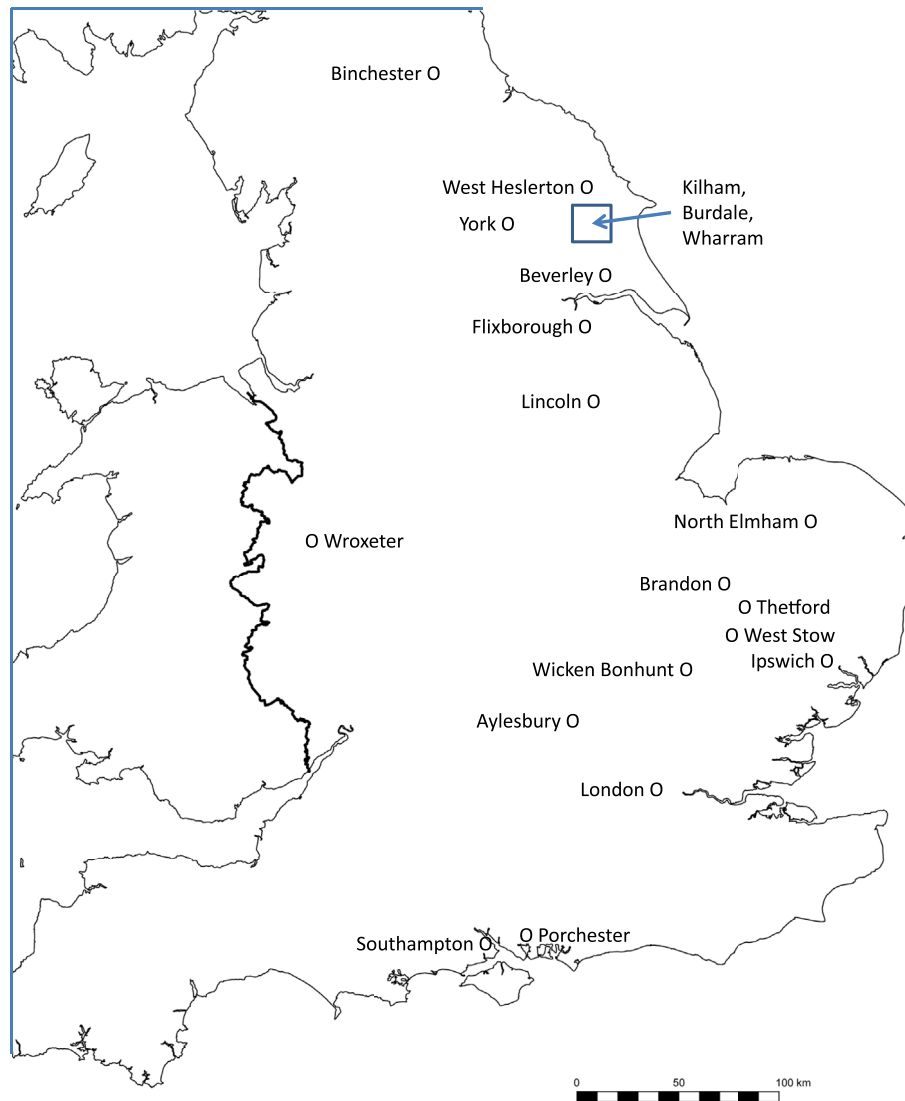 Binchester O
West Heslerton O
Kilham,
Burdale,
Wharram
York O
Beverley O
Flixborough O
Lincoln O
North Elmham O
O Wroxeter
Brandon O
O Thetford
O West Stow
Ipswich O
Wicken Bonhunt O
Aylesbury O
London O
O Porchester
Southampton O
0 50 100 km